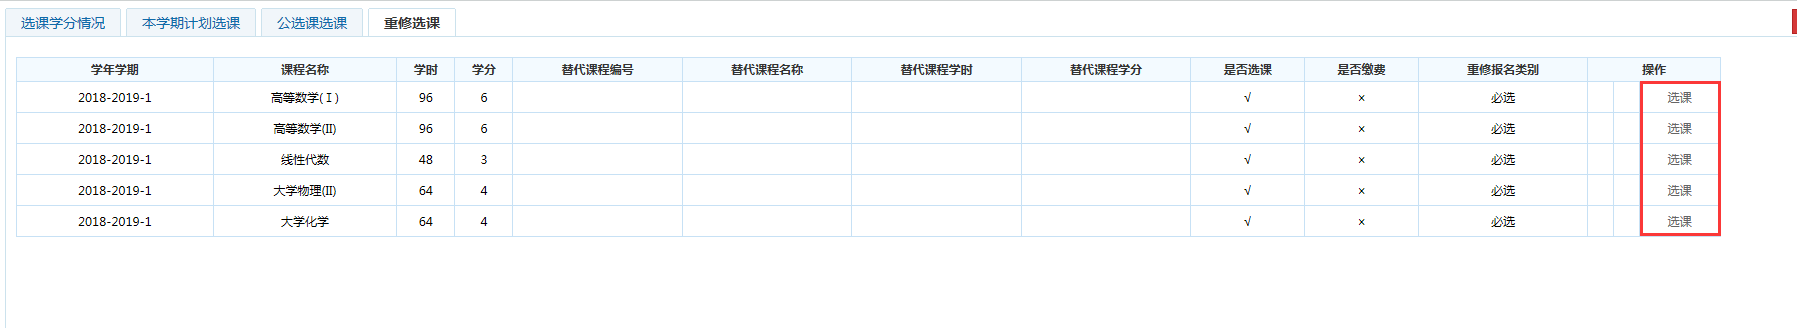 选课学分情况 本学期计划选课 公选课选课 重修选课
学年学期 课程名称 学时 学分 替代课程编号 替代课程名称 替代课程学时 替代课程学分 是否选课 是否缴费 重修报名类别 操作
2018-2019-1 高等数学(Ⅰ) 96 6 √ × 必选 选课
2018-2019-1 高等数学(II) 96 6 √ × 必选 选课
2018-2019-1 线性代数 48 3 √ × 必选 选课
2018-2019-1 大学物理(II) 64 4 √ × 必选 选课
2018-2019-1 大学化学 64 4 √ × 必选 选课